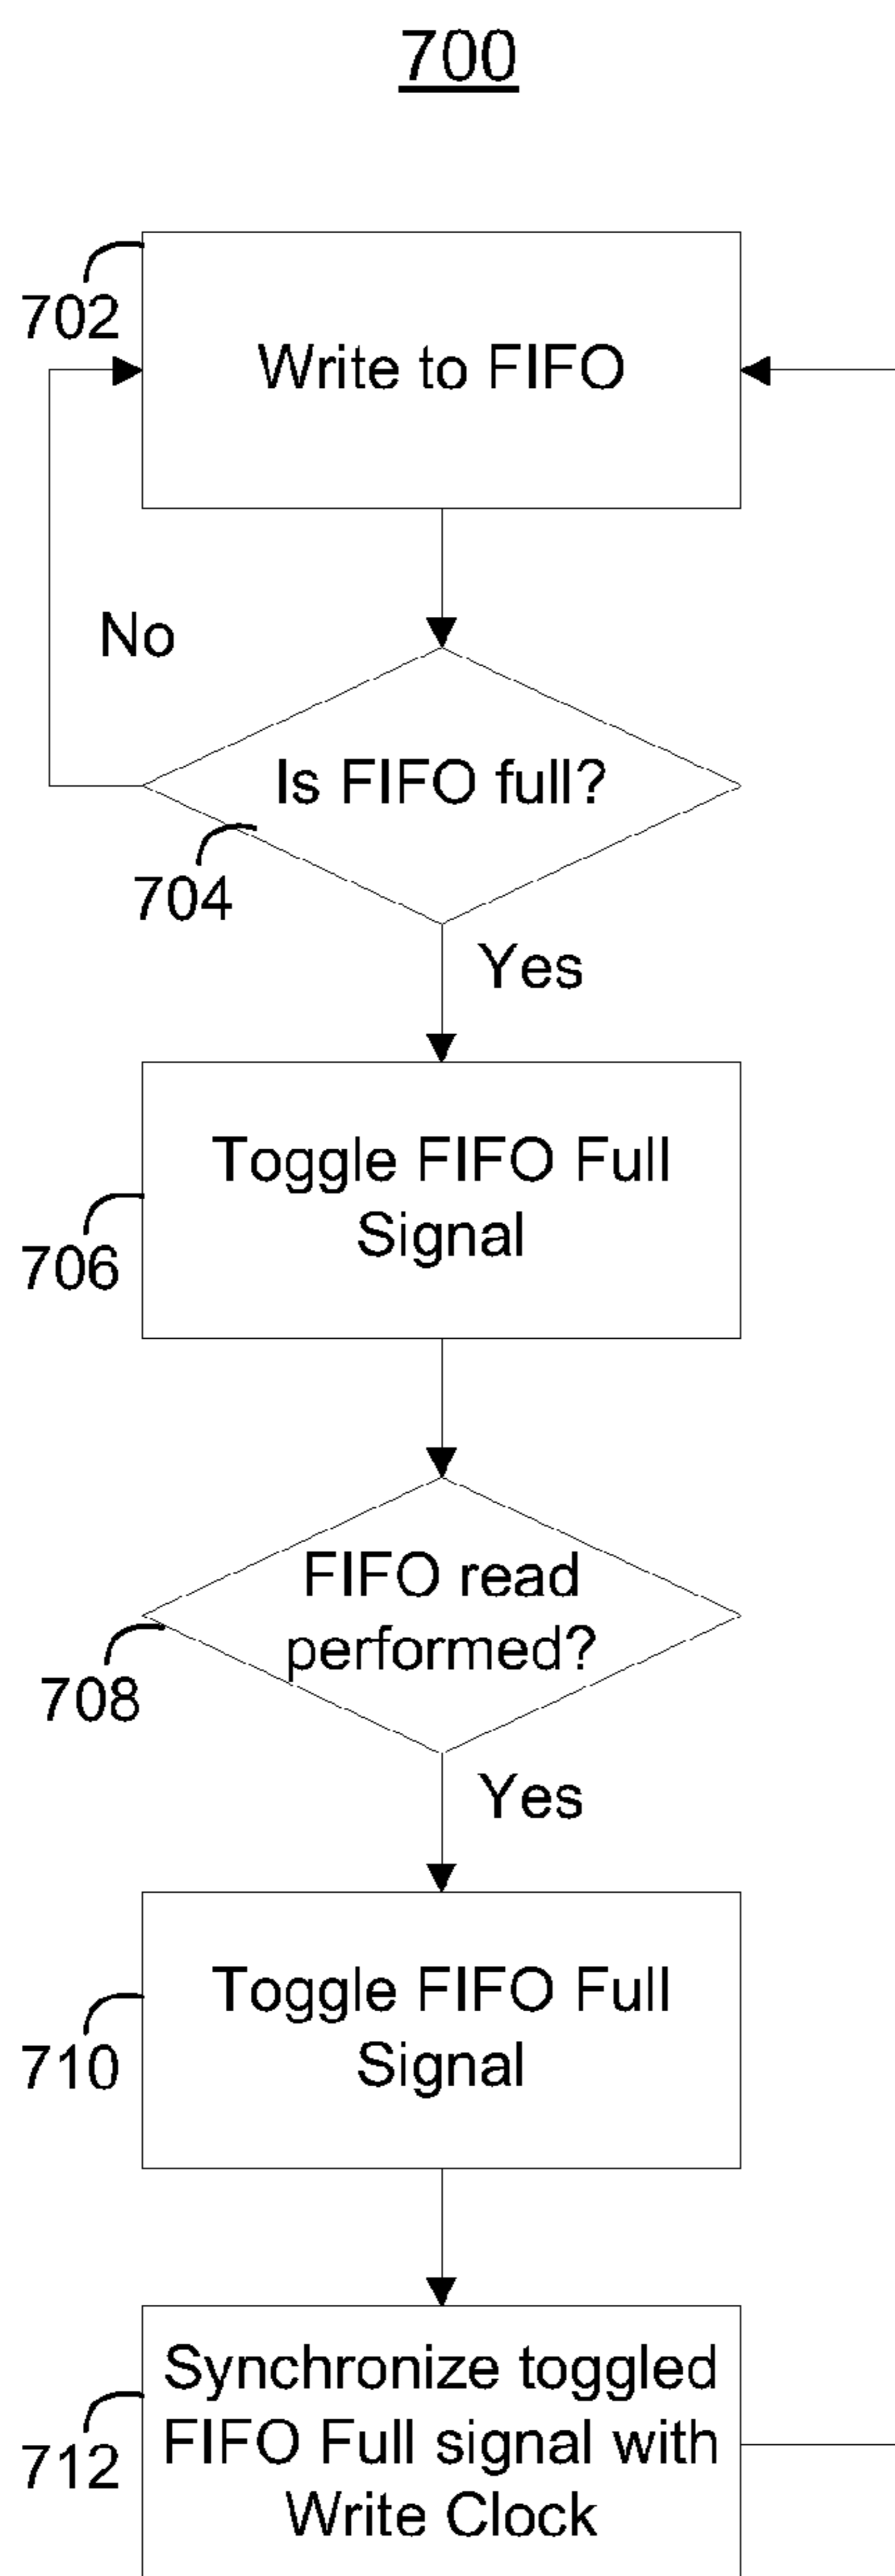 700
702
Write to FIFO
No
Is FIFO full?
704
Yes
Toggle FIFO Full
Signal
706
FIFO read
performed?
708
Yes
Toggle FIFO Full
Signal
710
Synchronize toggled
FIFO Full signal with
Write Clock
712